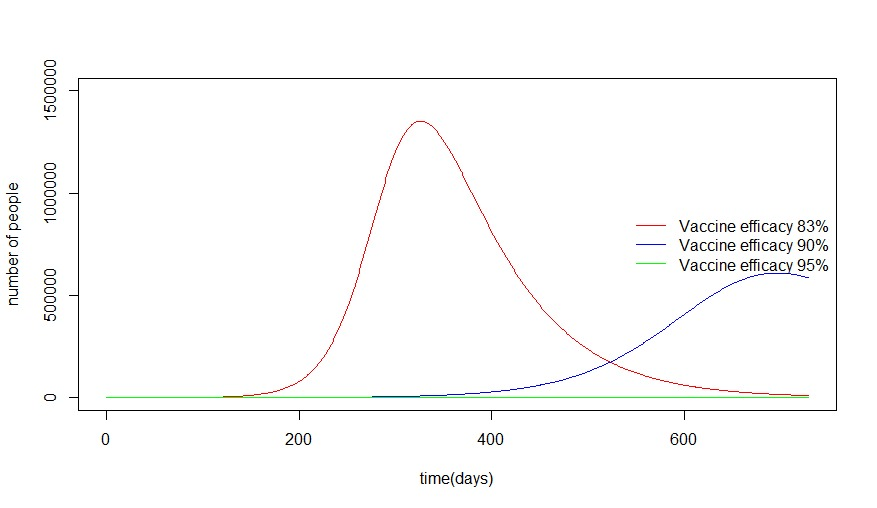 number of people
1500000
1000000
500000
0
Vaccine efficacy 83%
Vaccine efficacy 90%
Vaccine efficacy 95%
0 200 400 600
time(days)